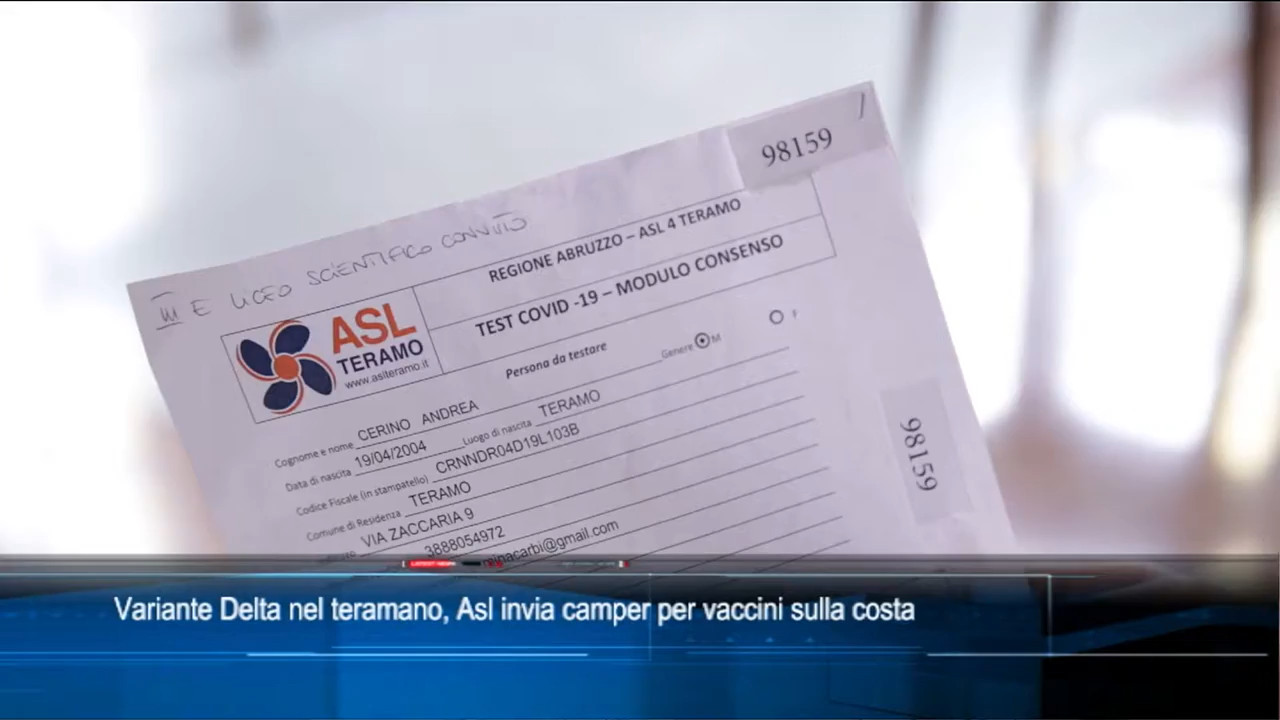 98159
III E LICEO SCIENTIFICO CONVITTO
REGIONE ABRUZZO – ASL 4 TERAMO
TEST COVID -19 – MODULO CONSENSO
ASL
TERAMO
www.aslteramo.it
Persona da testare
Genere M
Cognome e nome CERINO ANDREA
Data di nascita 19/04/2004 Luogo di nascita TERAMO
Codice Fiscale (in stampatello) CRNNDR04D19L103B
Comune di Residenza TERAMO
VIA ZACCARIA 9
3888054972
98159
LATEST NEWS
Variante Delta nel teramano, Asl invia camper per vaccini sulla costa